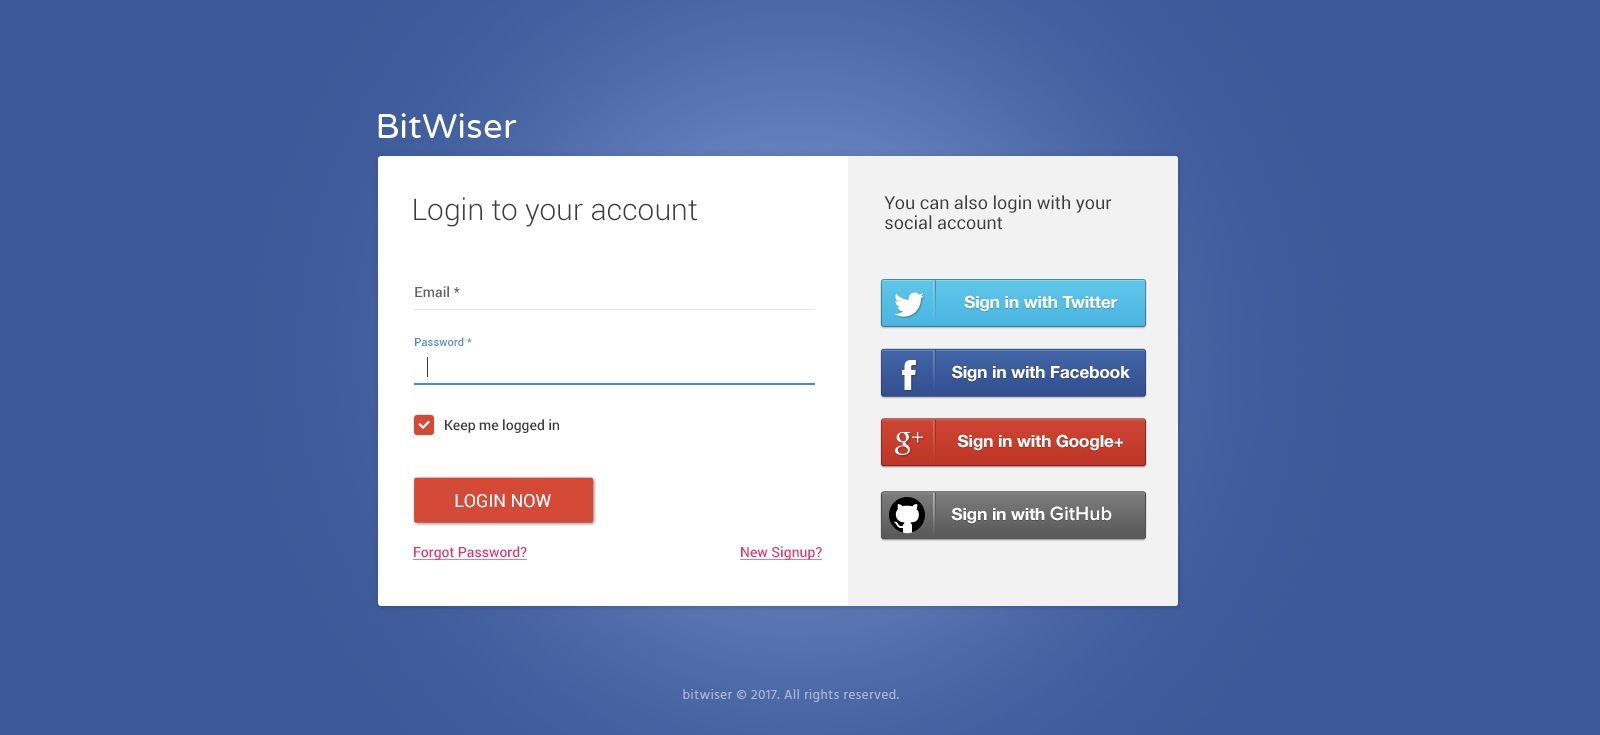 BitWiser
Login to your account
Email *
Password *
Keep me logged in
LOGIN NOW
Forgot Password?
New Signup?
You can also login with your
social account
Sign in with Twitter
Sign in with Facebook
g+
Sign in with Google+
Sign in with GitHub
bitwiser © 2017. All rights reserved.